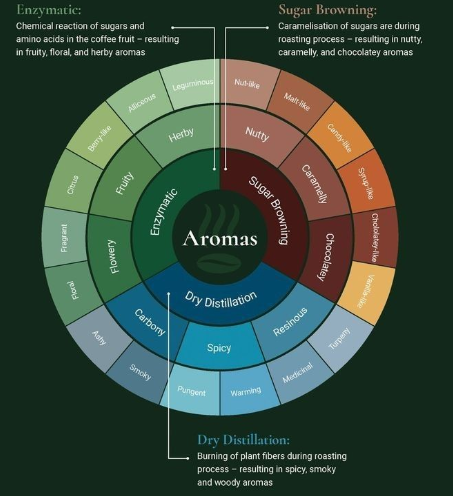 Enzymatic:
Chemical reaction of sugars and
amino acids in the coffee fruit – resulting
in fruity, floral, and herby aromas
Sugar Browning:
Caramelisation of sugars are during
roasting process – resulting in nutty,
caramelly, and chocolatey aromas
Leguminous
Nut-like
Alliceous
Malt-like
Berry-like
Candy-like
Citrus
Syrup-like
Fragrant
Chololatey-like
Floral
Vanilla-like
Ashy
Turpeny
Smoky
Medicinal
Pungent
Warming
Herby
Nutty
Fruity
Caramelly
Flowery
Chocolatey
Carbony
Resinous
Spicy
Enzymatic
Sugar Browning
Aromas
Dry Distillation
Dry Distillation:
Burning of plant fibers during roasting
process – resulting in spicy, smoky
and woody aromas